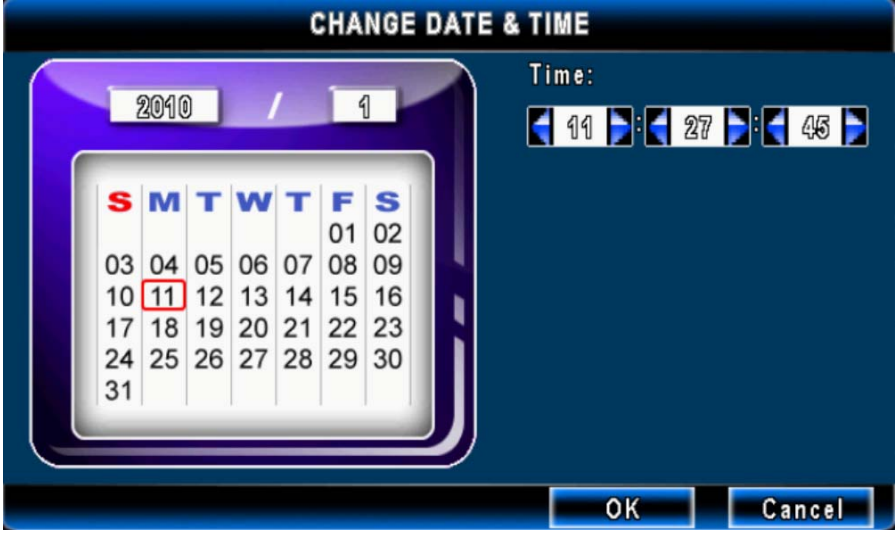 CHANGE DATE & TIME
2010 / 1
S M T W T F S
01 02
03 04 05 06 07 08 09
10 11 12 13 14 15 16
17 18 19 20 21 22 23
24 25 26 27 28 29 30
31
Time:
11 : 27 : 45
OK Cancel